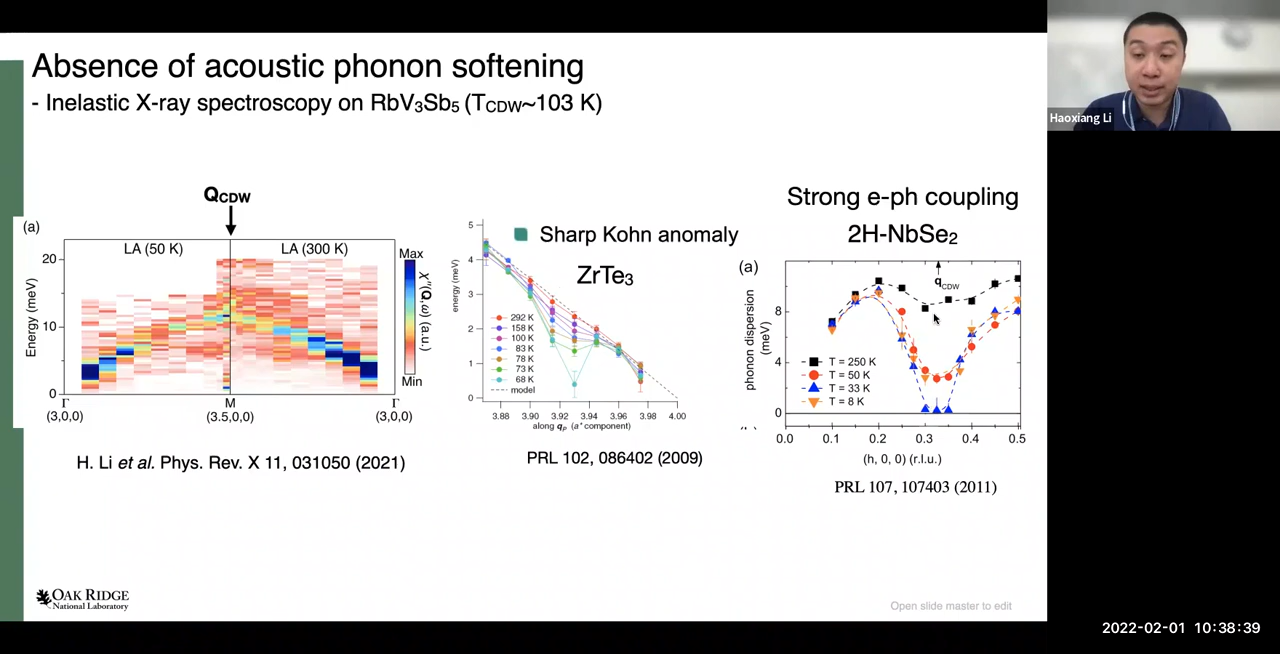 Absence of acoustic phonon softening
- Inelastic X-ray spectroscopy on RbV₃Sb₅ (TCDW~103 K)
Haoxiang Li
QCDW
(a)
LA (50 K)
LA (300 K)
Max
Min
χ''(Q,ω) (a.u.)
Energy (meV)
20
10
0
Γ
M
Γ
(3,0,0)
(3.5,0,0)
(3,0,0)
H. Li et al. Phys. Rev. X 11, 031050 (2021)
Sharp Kohn anomaly
ZrTe₃
energy (meV)
5
4
3
2
1
0
292 K
158 K
100 K
83 K
78 K
73 K
68 K
model
3.88
3.90
3.92
3.94
3.96
3.98
4.00
along qₚ (a* component)
PRL 102, 086402 (2009)
Strong e-ph coupling
2H-NbSe₂
(a)
qCDW
phonon dispersion
(meV)
8
4
0
T = 250 K
T = 50 K
T = 33 K
T = 8 K
0.0
0.1
0.2
0.3
0.4
0.5
(h, 0, 0) (r.l.u.)
PRL 107, 107403 (2011)
OAK RIDGE
National Laboratory
Open slide master to edit
2022-02-01 10:38:39